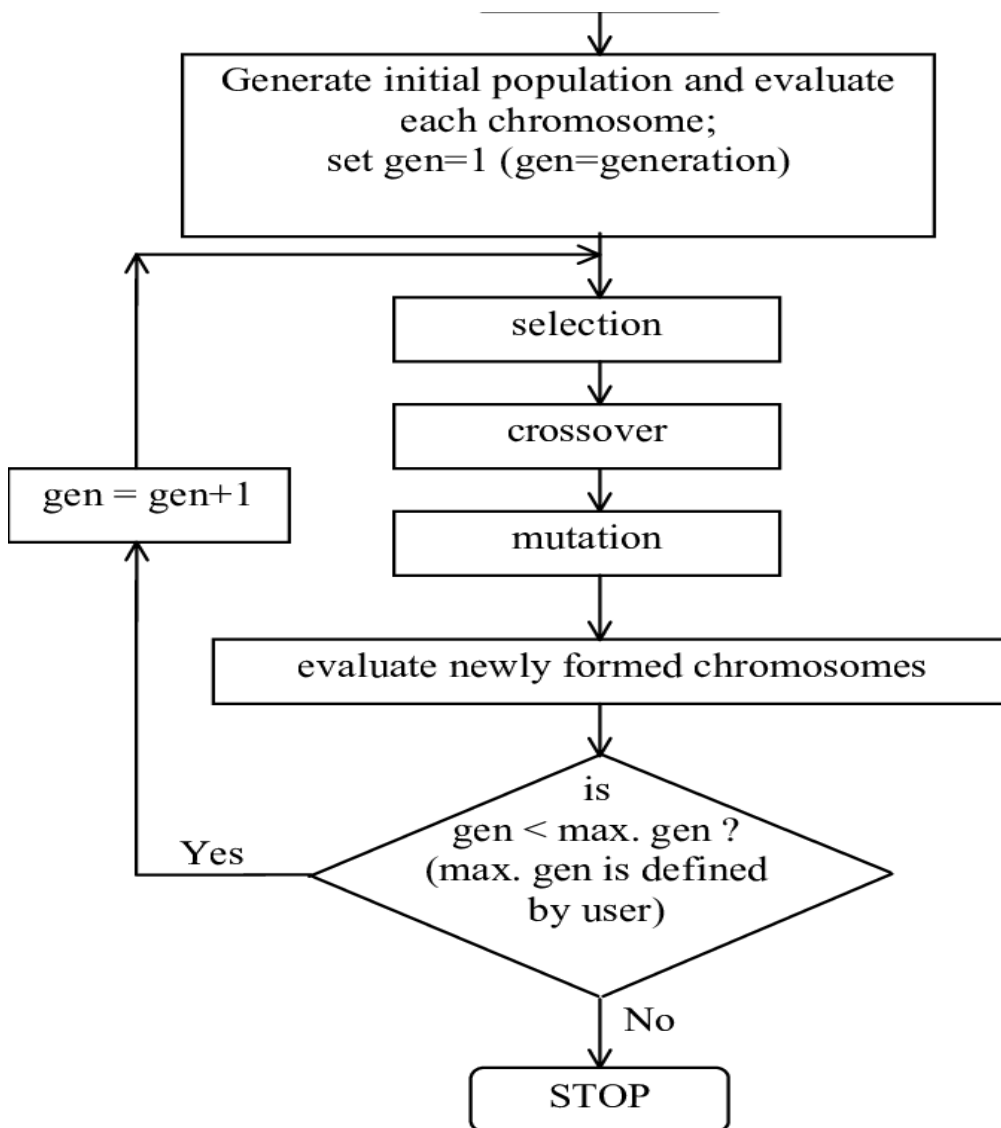 Generate initial population and evaluate
each chromosome;
set gen=1 (gen=generation)
selection
crossover
gen = gen+1
mutation
evaluate newly formed chromosomes
is
gen < max. gen ?
(max. gen is defined
by user)
Yes
No
STOP